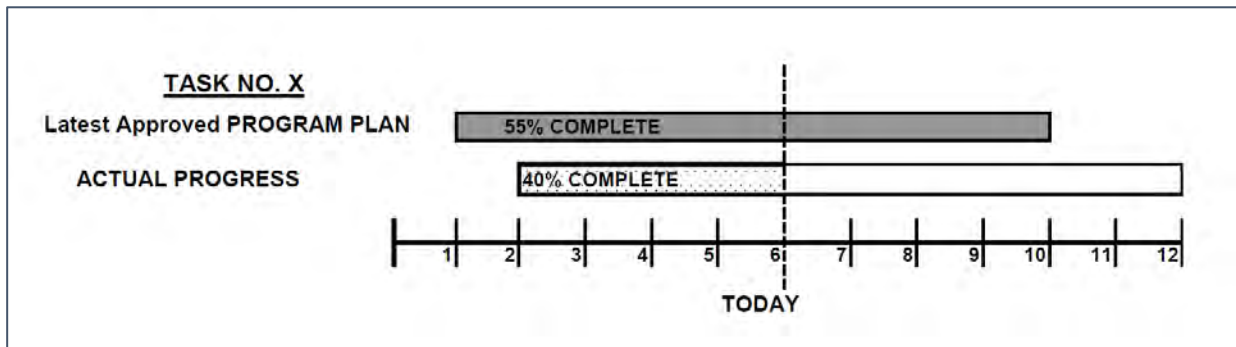 TASK NO. X
Latest Approved PROGRAM PLAN
55% COMPLETE
ACTUAL PROGRESS
40% COMPLETE
1 2 3 4 5 6 7 8 9 10 11 12
TODAY